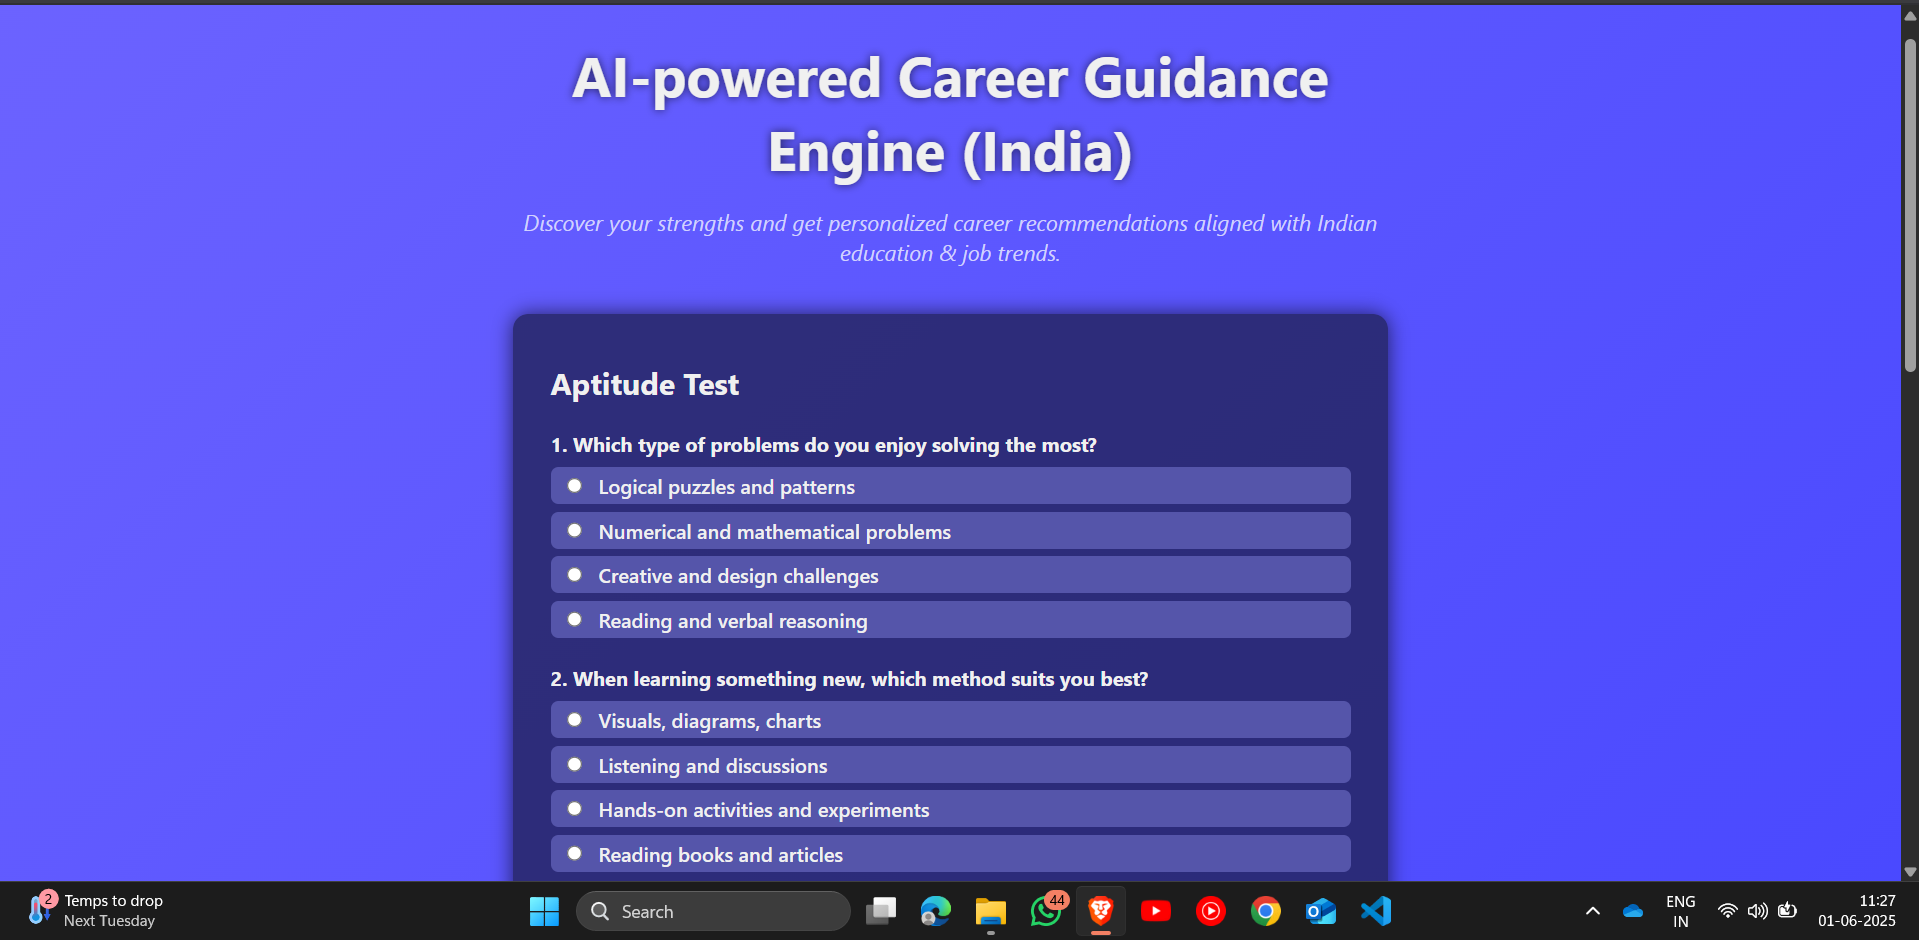 AI-powered Career Guidance
Engine (India)
Discover your strengths and get personalized career recommendations aligned with Indian
education & job trends.
Aptitude Test
1. Which type of problems do you enjoy solving the most?
Logical puzzles and patterns
Numerical and mathematical problems
Creative and design challenges
Reading and verbal reasoning
2. When learning something new, which method suits you best?
Visuals, diagrams, charts
Listening and discussions
Hands-on activities and experiments
Reading books and articles
2
Temps to drop
Next Tuesday
Search
44
ENG
IN
11:27
01-06-2025